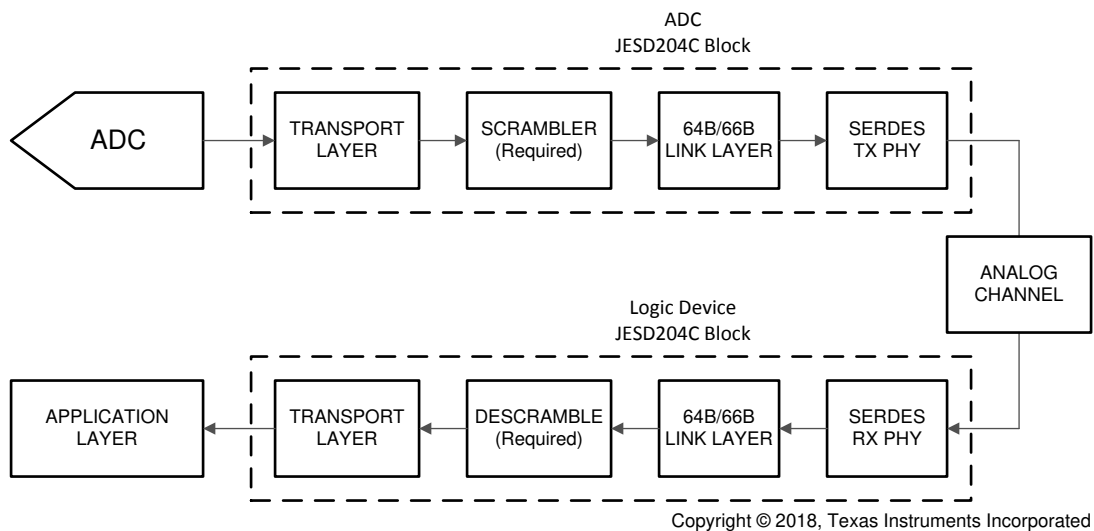 ADC
JESD204C Block
ADC
TRANSPORT
LAYER
SCRAMBLER
(Required)
64B/66B
LINK LAYER
SERDES
TX PHY
ANALOG
CHANNEL
Logic Device
JESD204C Block
APPLICATION
LAYER
TRANSPORT
LAYER
DESCRAMBLE
(Required)
64B/66B
LINK LAYER
SERDES
RX PHY
Copyright © 2018, Texas Instruments Incorporated